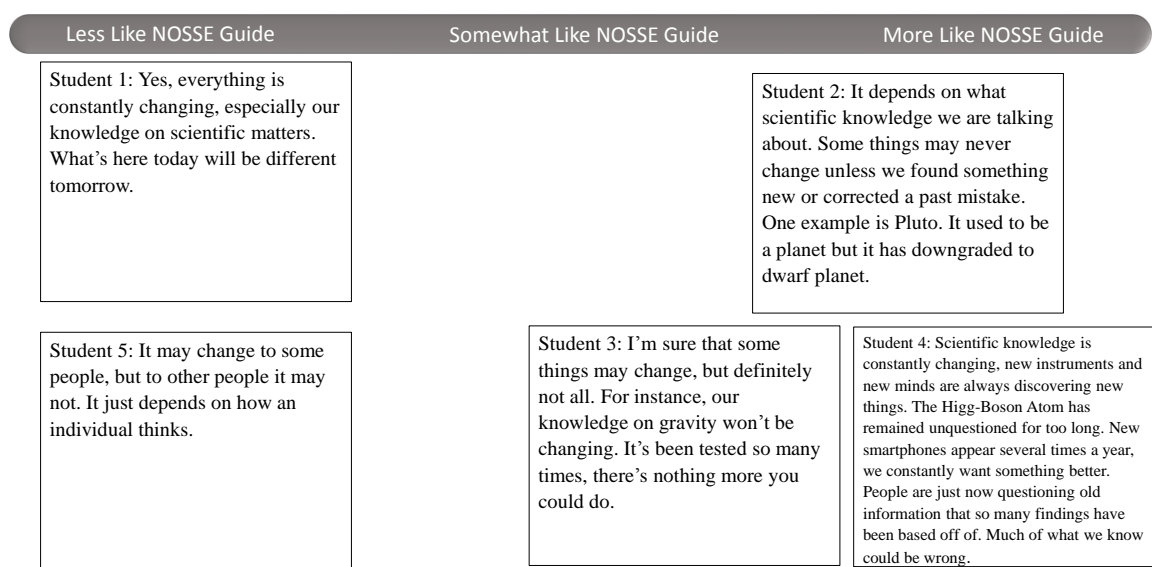 Less Like NOSSE Guide
Somewhat Like NOSSE Guide
More Like NOSSE Guide
Student 1: Yes, everything is
constantly changing, especially our
knowledge on scientific matters.
What’s here today will be different
tomorrow.
Student 2: It depends on what
scientific knowledge we are talking
about. Some things may never
change unless we found something
new or corrected a past mistake.
One example is Pluto. It used to be
a planet but it has downgraded to
dwarf planet.
Student 5: It may change to some
people, but to other people it may
not. It just depends on how an
individual thinks.
Student 3: I’m sure that some
things may change, but definitely
not all. For instance, our
knowledge on gravity won’t be
changing. It’s been tested so many
times, there’s nothing more you
could do.
Student 4: Scientific knowledge is
constantly changing, new instruments and
new minds are always discovering new
things. The Higg-Boson Atom has
remained unquestioned for too long. New
smartphones appear several times a year,
we constantly want something better.
People are just now questioning old
information that so many findings have
been based off of. Much of what we know
could be wrong.